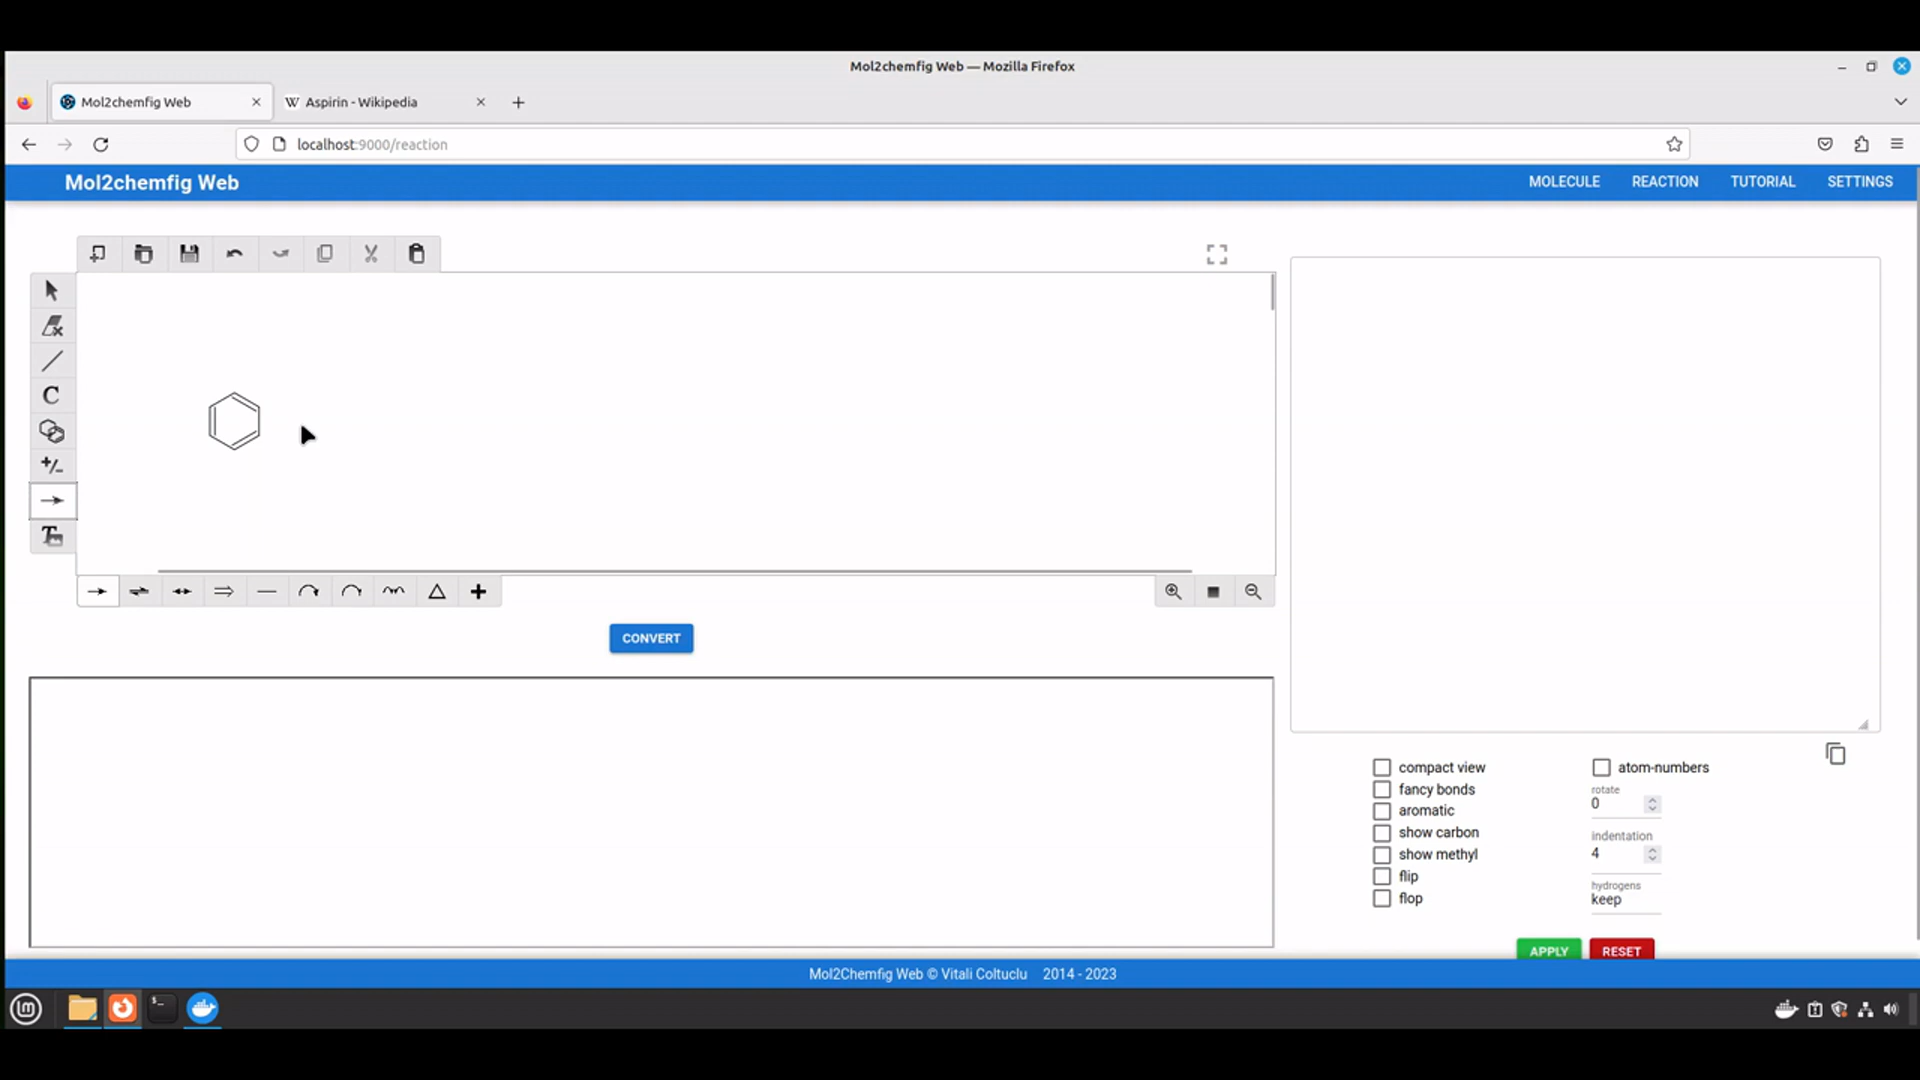 Mol2chemfig Web — Mozilla Firefox
Mol2chemfig Web
Aspirin - Wikipedia
localhost:9000/reaction
Mol2chemfig Web
MOLECULE REACTION TUTORIAL SETTINGS
C
+/-
T
CONVERT
compact view
fancy bonds
aromatic
show carbon
show methyl
flip
flop
atom-numbers
rotate
0
indentation
4
hydrogens
keep
APPLY RESET
Mol2Chemfig Web © Vitali Coltuclu 2014 - 2023